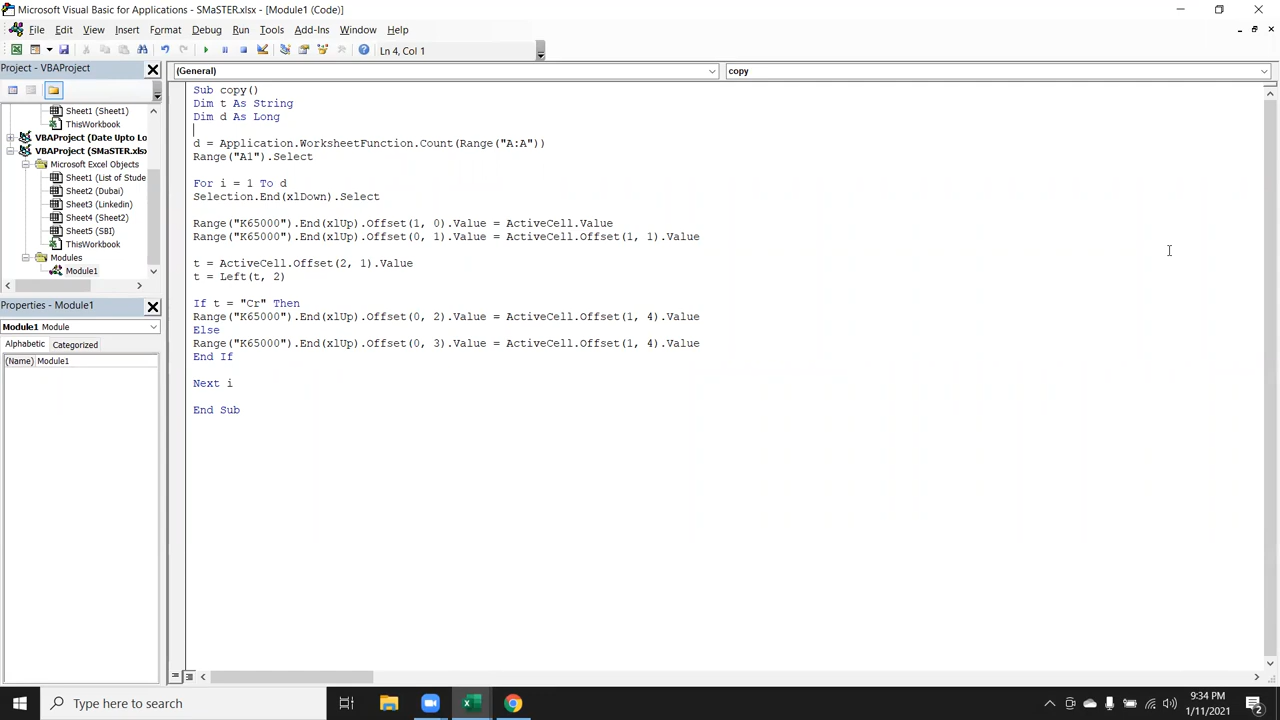 Microsoft Visual Basic for Applications - SMaSTER.xlsx - [Module1 (Code)]
File Edit View Insert Format Debug Run Tools Add-Ins Window Help
Ln 4, Col 1
Project - VBAProject
(General)
copy
Sheet1 (Sheet1)
ThisWorkbook
VBAProject (Date Upto Lo
VBAProject (SMaSTER.xlsx
Microsoft Excel Objects
Sheet1 (List of Stude
Sheet2 (Dubai)
Sheet3 (Linkedin)
Sheet4 (Sheet2)
Sheet5 (SBI)
ThisWorkbook
Modules
Module1
Properties - Module1
Module1 Module
Alphabetic Categorized
(Name) Module1
Sub copy()
Dim t As String
Dim d As Long
d = Application.WorksheetFunction.Count(Range("A:A"))
Range("A1").Select
For i = 1 To d
Selection.End(xlDown).Select
Range("K65000").End(xlUp).Offset(1, 0).Value = ActiveCell.Value
Range("K65000").End(xlUp).Offset(0, 1).Value = ActiveCell.Offset(1, 1).Value
t = ActiveCell.Offset(2, 1).Value
t = Left(t, 2)
If t = "Cr" Then
Range("K65000").End(xlUp).Offset(0, 2).Value = ActiveCell.Offset(1, 4).Value
Else
Range("K65000").End(xlUp).Offset(0, 3).Value = ActiveCell.Offset(1, 4).Value
End If
Next i
End Sub
Type here to search
9:34 PM
1/11/2021
2